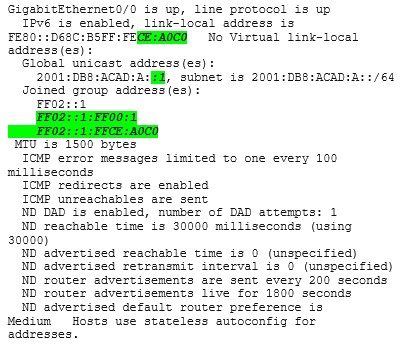 GigabitEthernet0/0 is up, line protocol is up
IPv6 is enabled, link-local address is
FE80::D68C:B5FF:FECE:A0C0 No Virtual link-local
address(es):
Global unicast address(es):
2001:DB8:ACAD:A::1, subnet is 2001:DB8:ACAD:A::/64
Joined group address(es):
FF02::1
FF02::1:FF00:1
FF02::1:FFCE:A0C0
MTU is 1500 bytes
ICMP error messages limited to one every 100
milliseconds
ICMP redirects are enabled
ICMP unreachables are sent
ND DAD is enabled, number of DAD attempts: 1
ND reachable time is 30000 milliseconds (using
30000)
ND advertised reachable time is 0 (unspecified)
ND advertised retransmit interval is 0 (unspecified)
ND router advertisements are sent every 200 seconds
ND router advertisements live for 1800 seconds
ND advertised default router preference is
Medium Hosts use stateless autoconfig for
addresses.